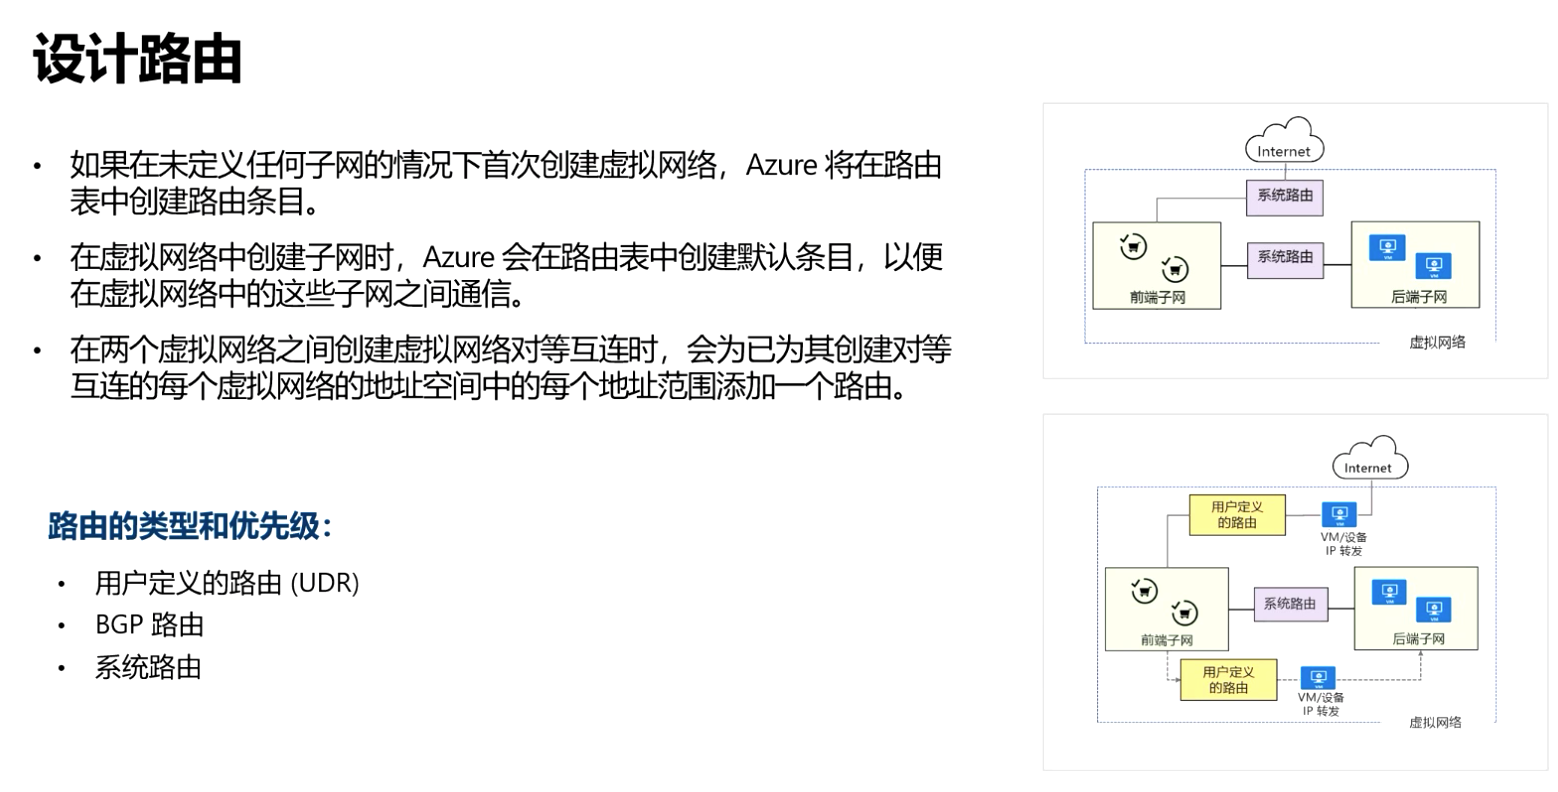 设计路由
• 如果在未定义任何子网的情况下首次创建虚拟网络，Azure 将在路由
表中创建路由条目。
• 在虚拟网络中创建子网时，Azure 会在路由表中创建默认条目，以便
在虚拟网络中的这些子网之间通信。
• 在两个虚拟网络之间创建虚拟网络对等互连时，会为已为其创建对等
互连的每个虚拟网络的地址空间中的每个地址范围添加一个路由。
路由的类型和优先级：
• 用户定义的路由 (UDR)
• BGP 路由
• 系统路由
Internet
系统路由
系统路由
VM
VM
前端子网
后端子网
虚拟网络
Internet
用户定义
的路由
VM
VM/设备
IP 转发
系统路由
VM
VM
前端子网
后端子网
用户定义
的路由
VM
VM/设备
IP 转发
虚拟网络